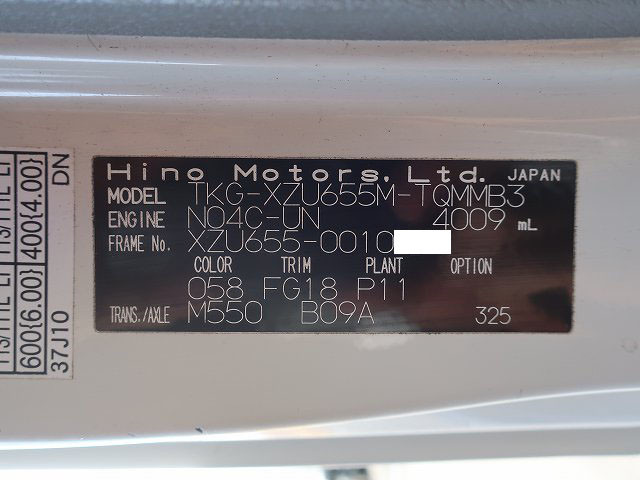 Hino Motors, Ltd. JAPAN
MODEL TKG-XZU655M-TQMMB3
ENGINE N04C-UN 4009 mL
FRAME No. XZU655-0010
COLOR TRIM PLANT OPTION
058 FG18 P11
TRANS./AXLE M550 B09A 325
600{6.00} 400{4.00}
37J10 DN